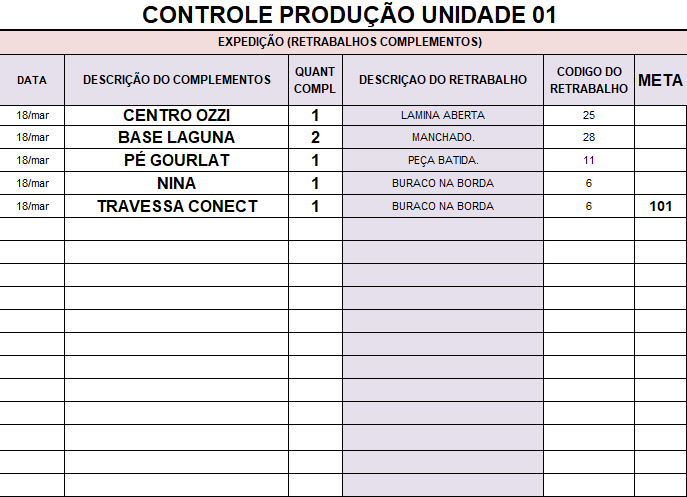 CONTROLE PRODUÇÃO UNIDADE 01
EXPEDIÇÃO (RETRABALHOS COMPLEMENTOS)
DATA DESCRIÇÃO DO COMPLEMENTOS QUANT COMPL DESCRIÇAO DO RETRABALHO CODIGO DO RETRABALHO META
18/mar CENTRO OZZI 1 LAMINA ABERTA 25
18/mar BASE LAGUNA 2 MANCHADO. 28
18/mar PÉ GOURLAT 1 PEÇA BATIDA. 11
18/mar NINA 1 BURACO NA BORDA 6
18/mar TRAVESSA CONECT 1 BURACO NA BORDA 6 101